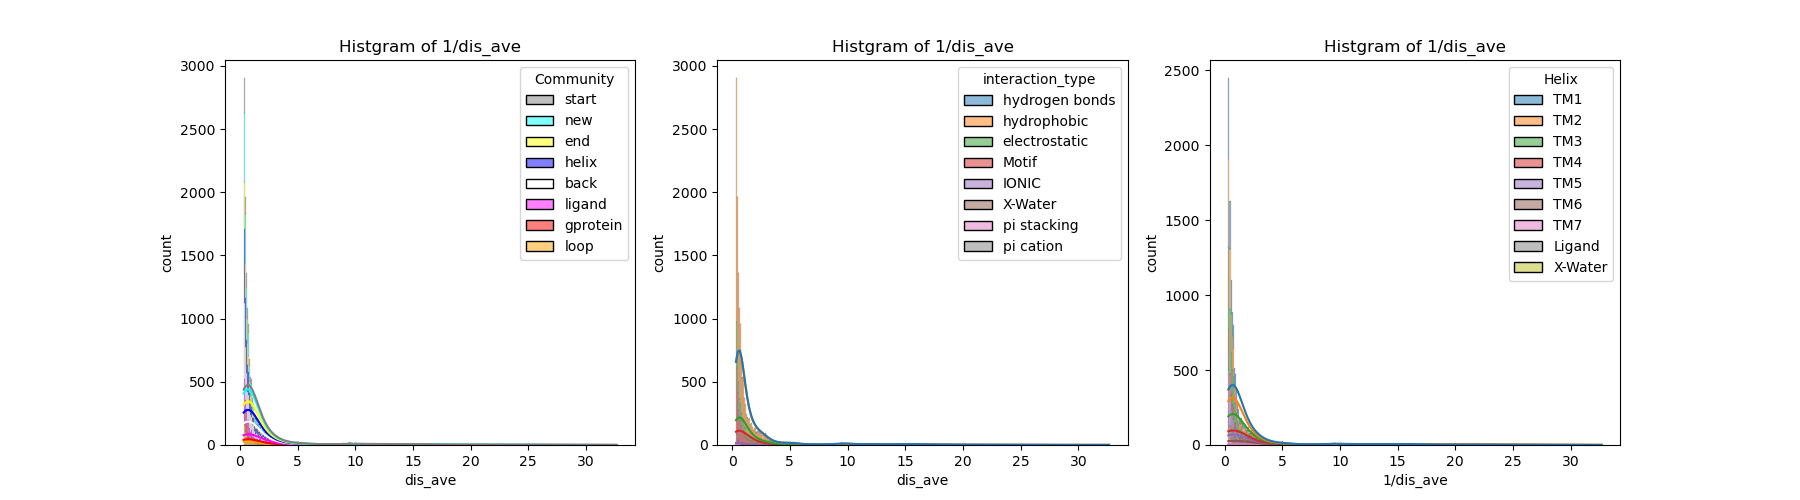 Histgram of 1/dis_ave
3000
2500
2000
1500
1000
500
0
count
0 5 10 15 20 25 30
dis_ave
Community
start
new
end
helix
back
ligand
gprotein
loop
Histgram of 1/dis_ave
3000
2500
2000
1500
1000
500
0
count
0 5 10 15 20 25 30
dis_ave
interaction_type
hydrogen bonds
hydrophobic
electrostatic
Motif
IONIC
X-Water
pi stacking
pi cation
Histgram of 1/dis_ave
2500
2000
1500
1000
500
0
count
0 5 10 15 20 25 30
1/dis_ave
Helix
TM1
TM2
TM3
TM4
TM5
TM6
TM7
Ligand
X-Water